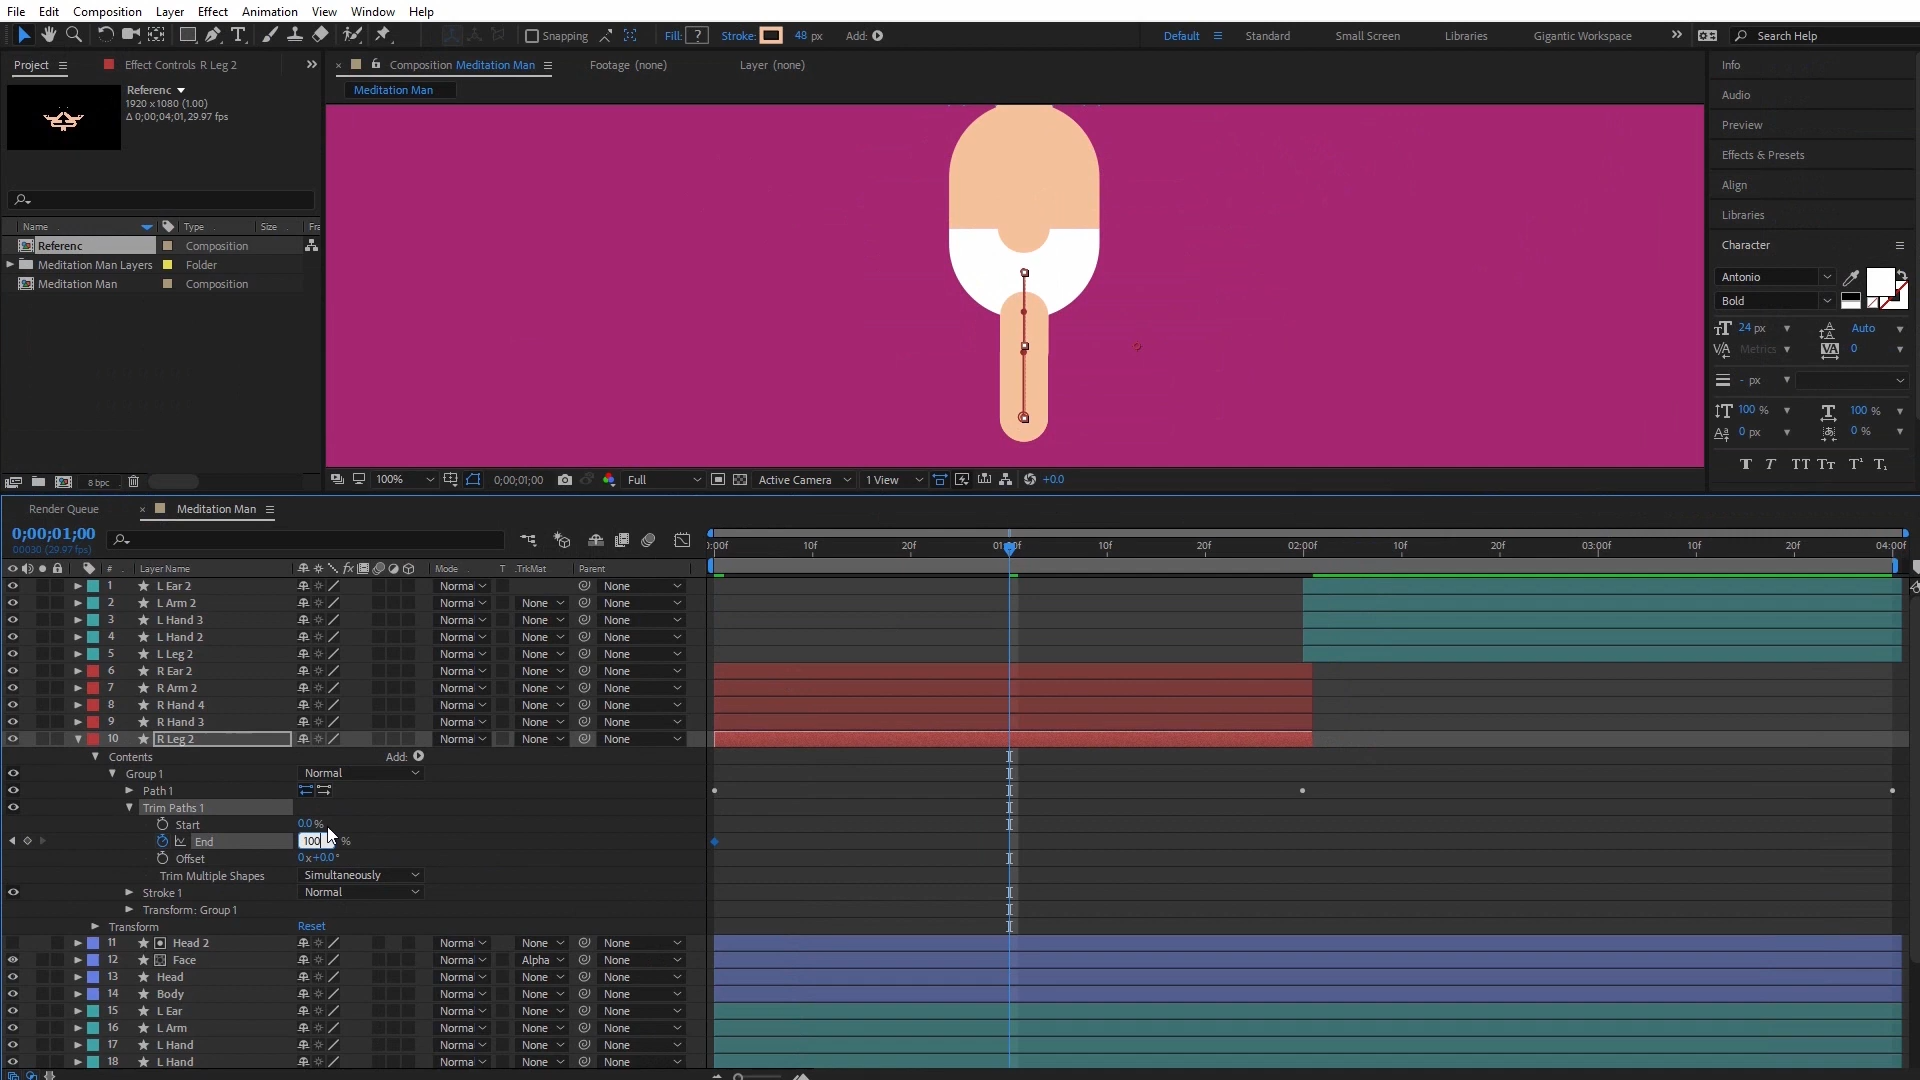 File Edit Composition Layer Effect Animation View Window Help
Snapping Fill: ? Stroke: 48 px Add: Default Standard Small Screen Libraries Gigantic Workspace Search Help
Project Effect Controls R Leg 2
Composition Meditation Man Footage (none) Layer (none)
Meditation Man
Referenc
1920 x1080 (1.00)
Δ 0;00;04;01, 29.97 fps
Name Type Size Fra
Referenc Composition
Meditation Man Layers Folder
Meditation Man Composition
8 bpc
100% 0;00;01;00 Full Active Camera 1 View +0.0
Info
Audio
Preview
Effects & Presets
Align
Libraries
Character
Antonio
Bold
24 px Auto
Metrics 0
- px
100 % 100 %
0 px 0 %
T T TT Tr T¹ T₁
Render Queue Meditation Man
0;00;01;00
00030 (29.97 fps)
):00f 10f 20f 01:00f 10f 20f 02:00f 10f 20f 03:00f 10f 20f 04:00f
# Layer Name Mode T .TrkMat Parent
1 L Ear 2 Norma None
2 L Arm 2 Norma None None
3 L Hand 3 Norma None None
4 L Hand 2 Norma None None
5 L Leg 2 Norma None None
6 R Ear 2 Norma None None
7 R Arm 2 Norma None None
8 R Hand 4 Norma None None
9 R Hand 3 Norma None None
10 R Leg 2 Norma None None
Contents Add:
Group 1 Normal
Path 1
Trim Paths 1
Start 0.0 %
End 100 %
Offset 0 x +0.0 °
Trim Multiple Shapes Simultaneously
Stroke 1 Normal
Transform: Group 1
Transform Reset
11 Head 2 Norma None None
12 Face Norma Alpha None
13 Head Norma None None
14 Body Norma None None
15 L Ear Norma None None
16 L Arm Norma None None
17 L Hand Norma None None
18 L Hand Norma None None